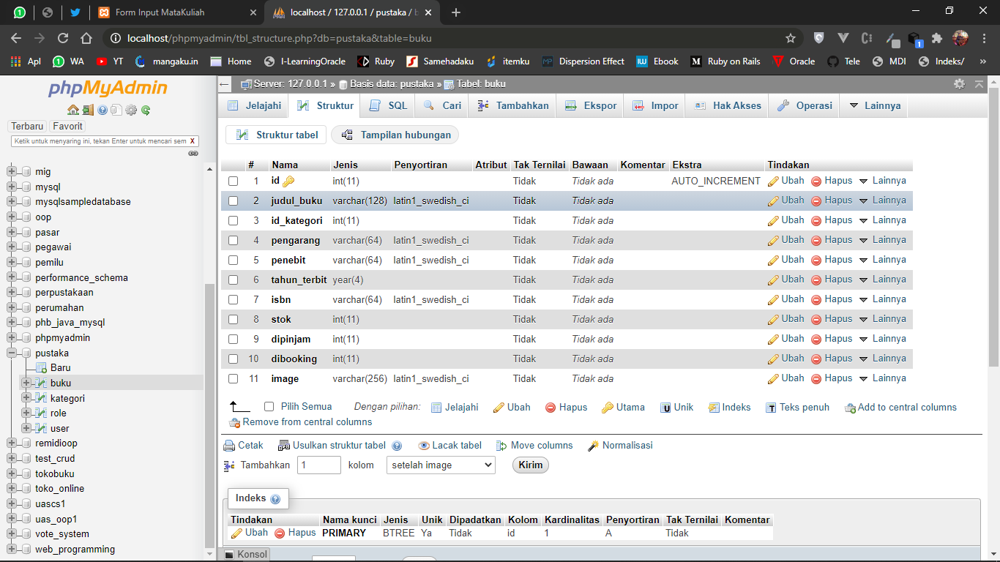 Form Input MataKuliah
localhost / 127.0.0.1 / pustaka / b
localhost/phpmyadmin/tbl_structure.php?db=pustaka&table=buku
1
Apl WA YT mangaku.in Home I-LearningOracle Ruby Samehadaku itemku Dispersion Effect Ebook Ruby on Rails Oracle Tele MDI Indeks/ »
phpMyAdmin
Terbaru Favorit
Ketik untuk menyaring ini, tekan Enter untuk mencari sem X
mig
mysql
mysqlsampledatabase
oop
pasar
pegawai
pemilu
performance_schema
perpustakaan
perumahan
phb_java_mysql
phpmyadmin
pustaka
Baru
buku
kategori
role
user
remidioop
test_crud
tokobuku
toko_online
uascs1
uas_oop1
vote_system
web_programming
Server: 127.0.0.1 » Basis data: pustaka » Tabel: buku
Jelajahi Struktur SQL Cari Tambahkan Ekspor Impor Hak Akses Operasi Lainnya
Struktur tabel Tampilan hubungan
# Nama Jenis Penyortiran Atribut Tak Ternilai Bawaan Komentar Ekstra Tindakan
1 id int(11) Tidak Tidak ada AUTO_INCREMENT Ubah Hapus Lainnya
2 judul_buku varchar(128) latin1_swedish_ci Tidak Tidak ada Ubah Hapus Lainnya
3 id_kategori int(11) Tidak Tidak ada Ubah Hapus Lainnya
4 pengarang varchar(64) latin1_swedish_ci Tidak Tidak ada Ubah Hapus Lainnya
5 penebit varchar(64) latin1_swedish_ci Tidak Tidak ada Ubah Hapus Lainnya
6 tahun_terbit year(4) Tidak Tidak ada Ubah Hapus Lainnya
7 isbn varchar(64) latin1_swedish_ci Tidak Tidak ada Ubah Hapus Lainnya
8 stok int(11) Tidak Tidak ada Ubah Hapus Lainnya
9 dipinjam int(11) Tidak Tidak ada Ubah Hapus Lainnya
10 dibooking int(11) Tidak Tidak ada Ubah Hapus Lainnya
11 image varchar(256) latin1_swedish_ci Tidak Tidak ada Ubah Hapus Lainnya
Pilih Semua Dengan pilihan: Jelajahi Ubah Hapus Utama Unik Indeks Teks penuh Add to central columns
Remove from central columns
Cetak Usulkan struktur tabel Lacak tabel Move columns Normalisasi
Tambahkan 1 kolom setelah image Kirim
Indeks
Tindakan Nama kunci Jenis Unik Dipadatkan Kolom Kardinalitas Penyortiran Tak Ternilai Komentar
Ubah Hapus PRIMARY BTREE Ya Tidak id 1 A Tidak
Konsol